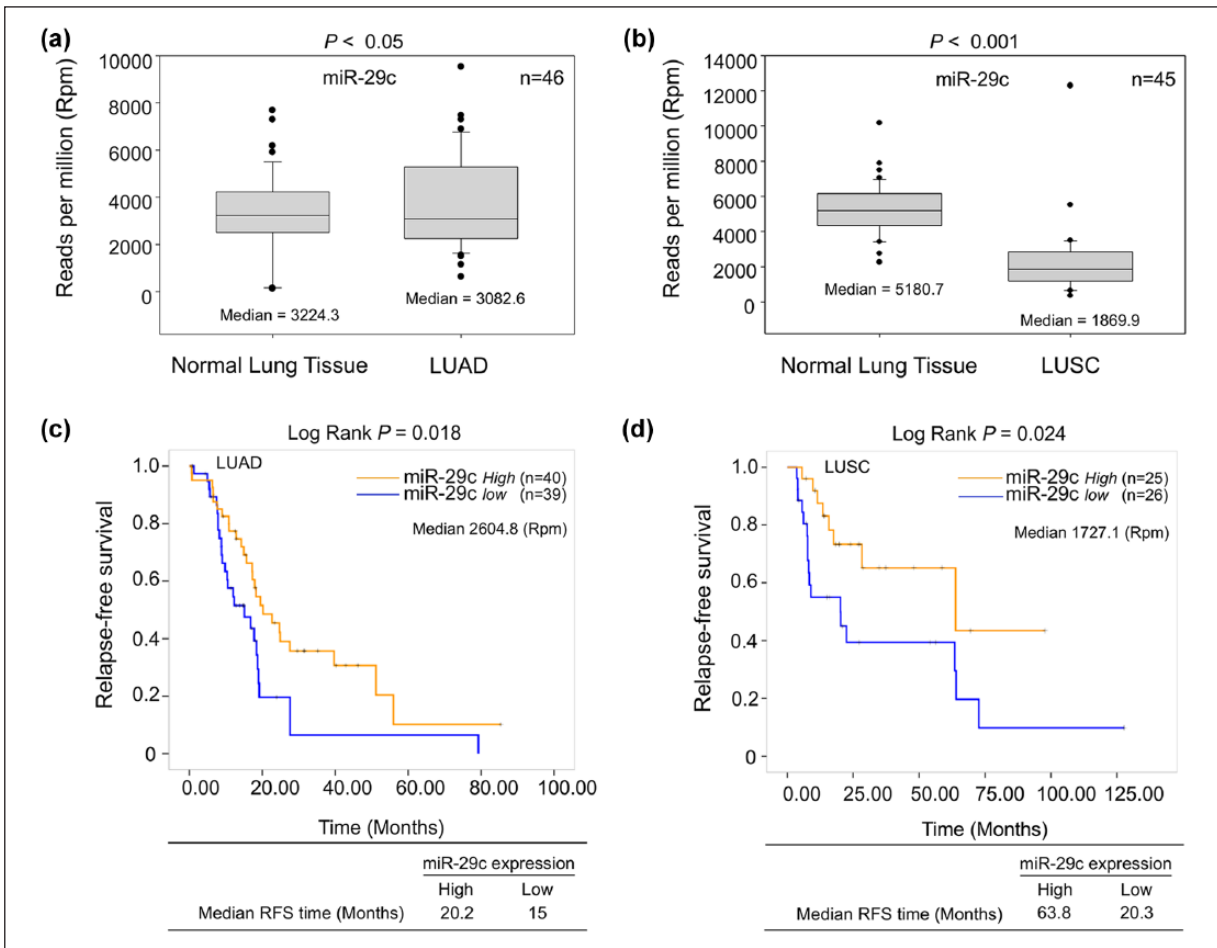 (a)
P < 0.05
miR-29c
n=46
Reads per million (Rpm)
10000
8000
6000
4000
2000
0
Median = 3224.3
Median = 3082.6
Normal Lung Tissue
LUAD
(b)
P < 0.001
miR-29c
n=45
Reads per million (Rpm)
14000
12000
10000
8000
6000
4000
2000
0
Median = 5180.7
Median = 1869.9
Normal Lung Tissue
LUSC
(c)
Log Rank P = 0.018
LUAD
miR-29c High (n=40)
miR-29c low (n=39)
Median 2604.8 (Rpm)
Relapse-free survival
1.0
0.8
0.6
0.4
0.2
0
0.00 20.00 40.00 60.00 80.00 100.00
Time (Months)
miR-29c expression
High Low
Median RFS time (Months) 20.2 15
(d)
Log Rank P = 0.024
LUSC
miR-29c High (n=25)
miR-29c low (n=26)
Median 1727.1 (Rpm)
Relapse-free survival
1.0
0.8
0.6
0.4
0.2
0
0.00 25.00 50.00 75.00 100.00 125.00
Time (Months)
miR-29c expression
High Low
Median RFS time (Months) 63.8 20.3